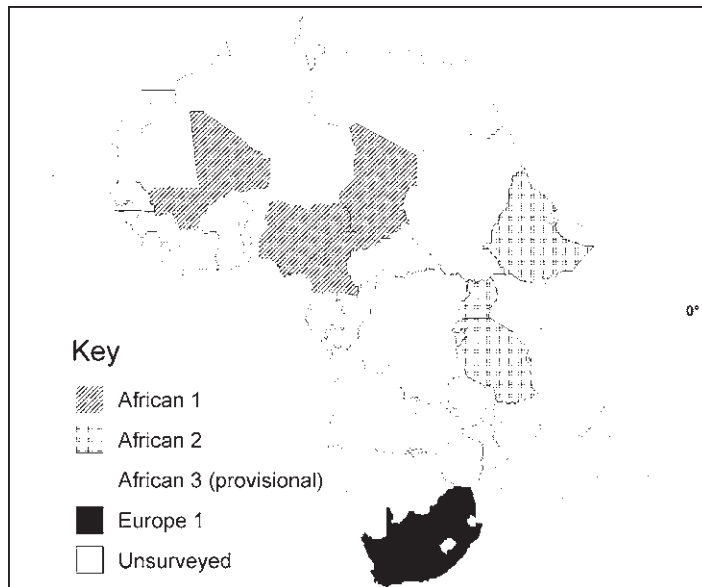 0°
Key
African 1
African 2
African 3 (provisional)
Europe 1
Unsurveyed